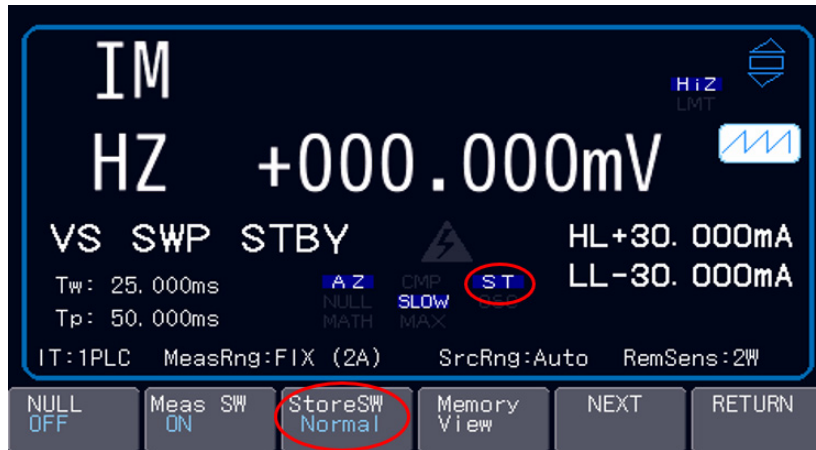 IM
HiZ
LMT
HZ +000.000mV
VS SWP STBY
HL+30.000mA
LL-30.000mA
Tw: 25.000ms
Tp: 50.000ms
AZ CMP ST
NULL SLOW OSC
MATH MAX
IT:1PLC MeasRng:FIX (2A) SrcRng:Auto RemSens:2W
NULL Meas SW StoreSW Memory NEXT RETURN
OFF ON Normal View